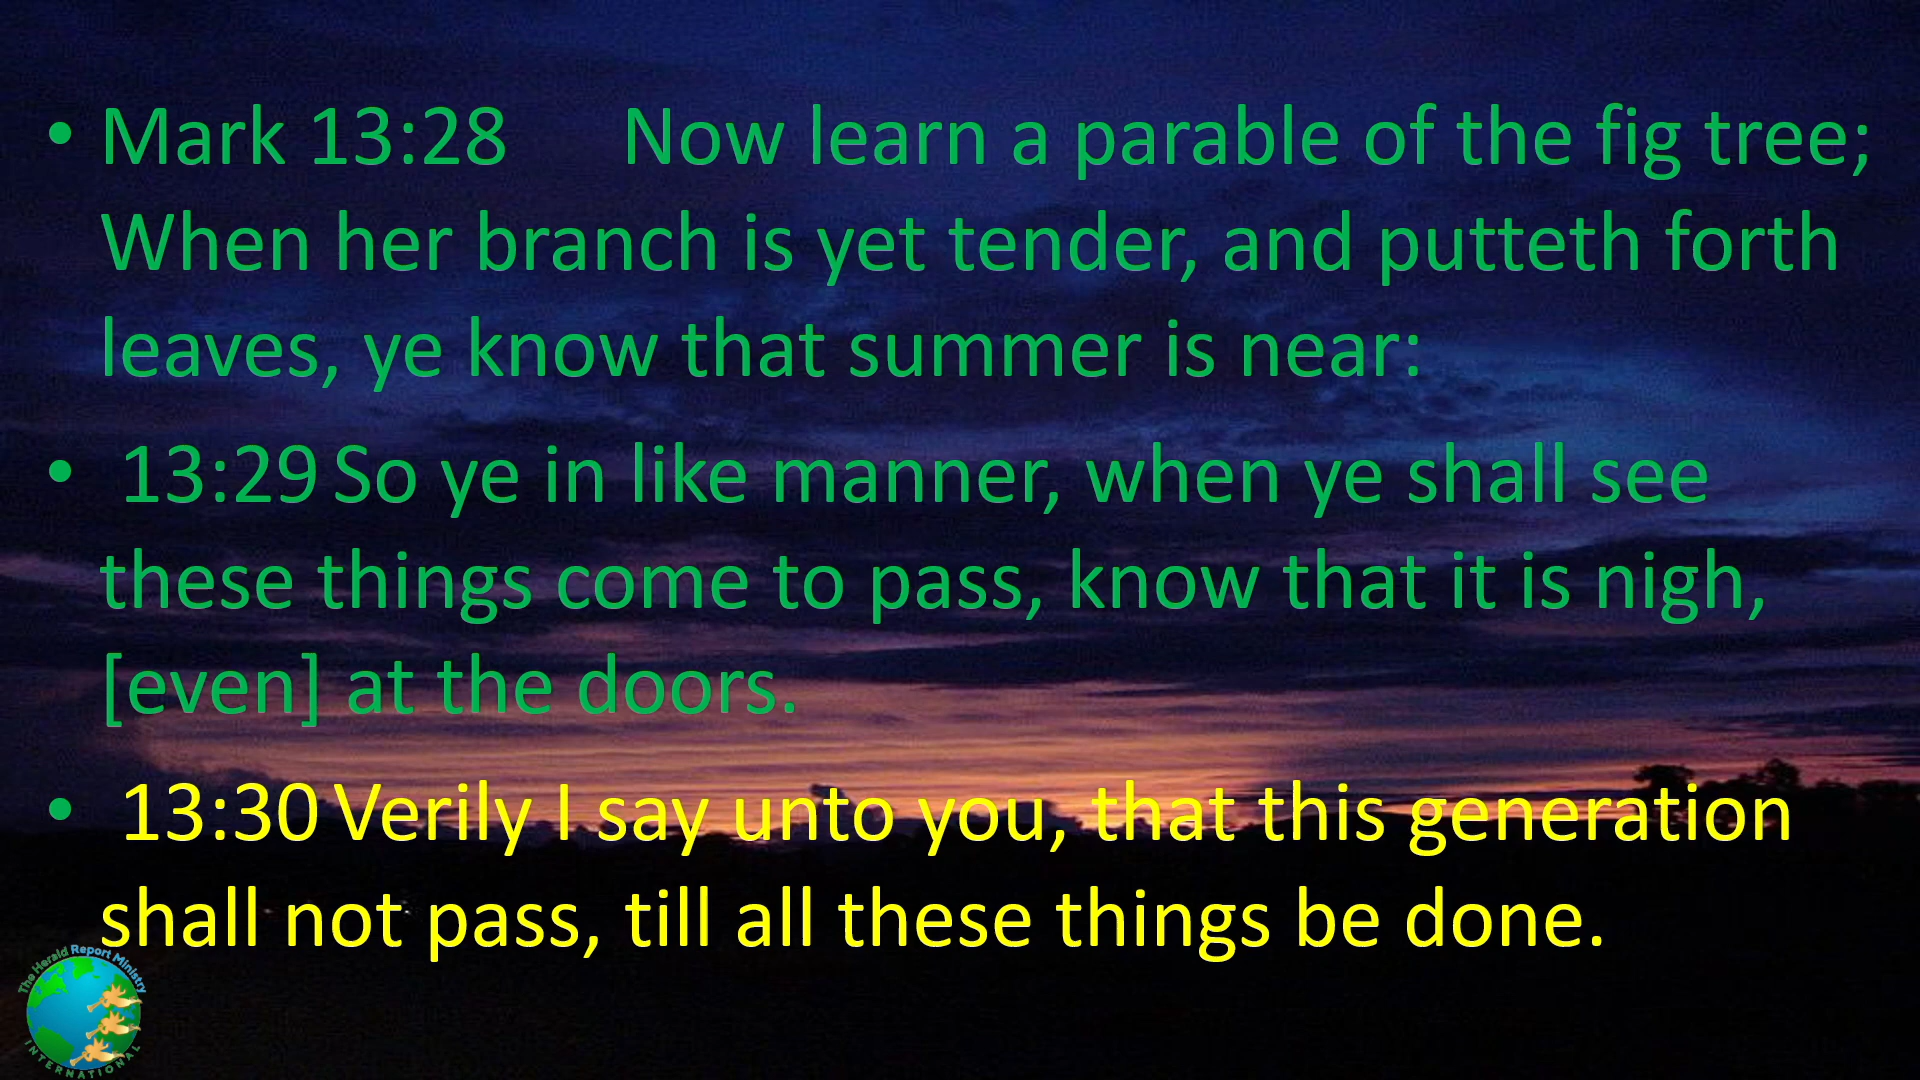 • Mark 13:28 Now learn a parable of the fig tree;
When her branch is yet tender, and putteth forth
leaves, ye know that summer is near:
• 13:29 So ye in like manner, when ye shall see
these things come to pass, know that it is nigh,
[even] at the doors.
• 13:30 Verily I say unto you, that this generation
shall not pass, till all these things be done.
The Herald Report Ministry
INTERNATIONAL